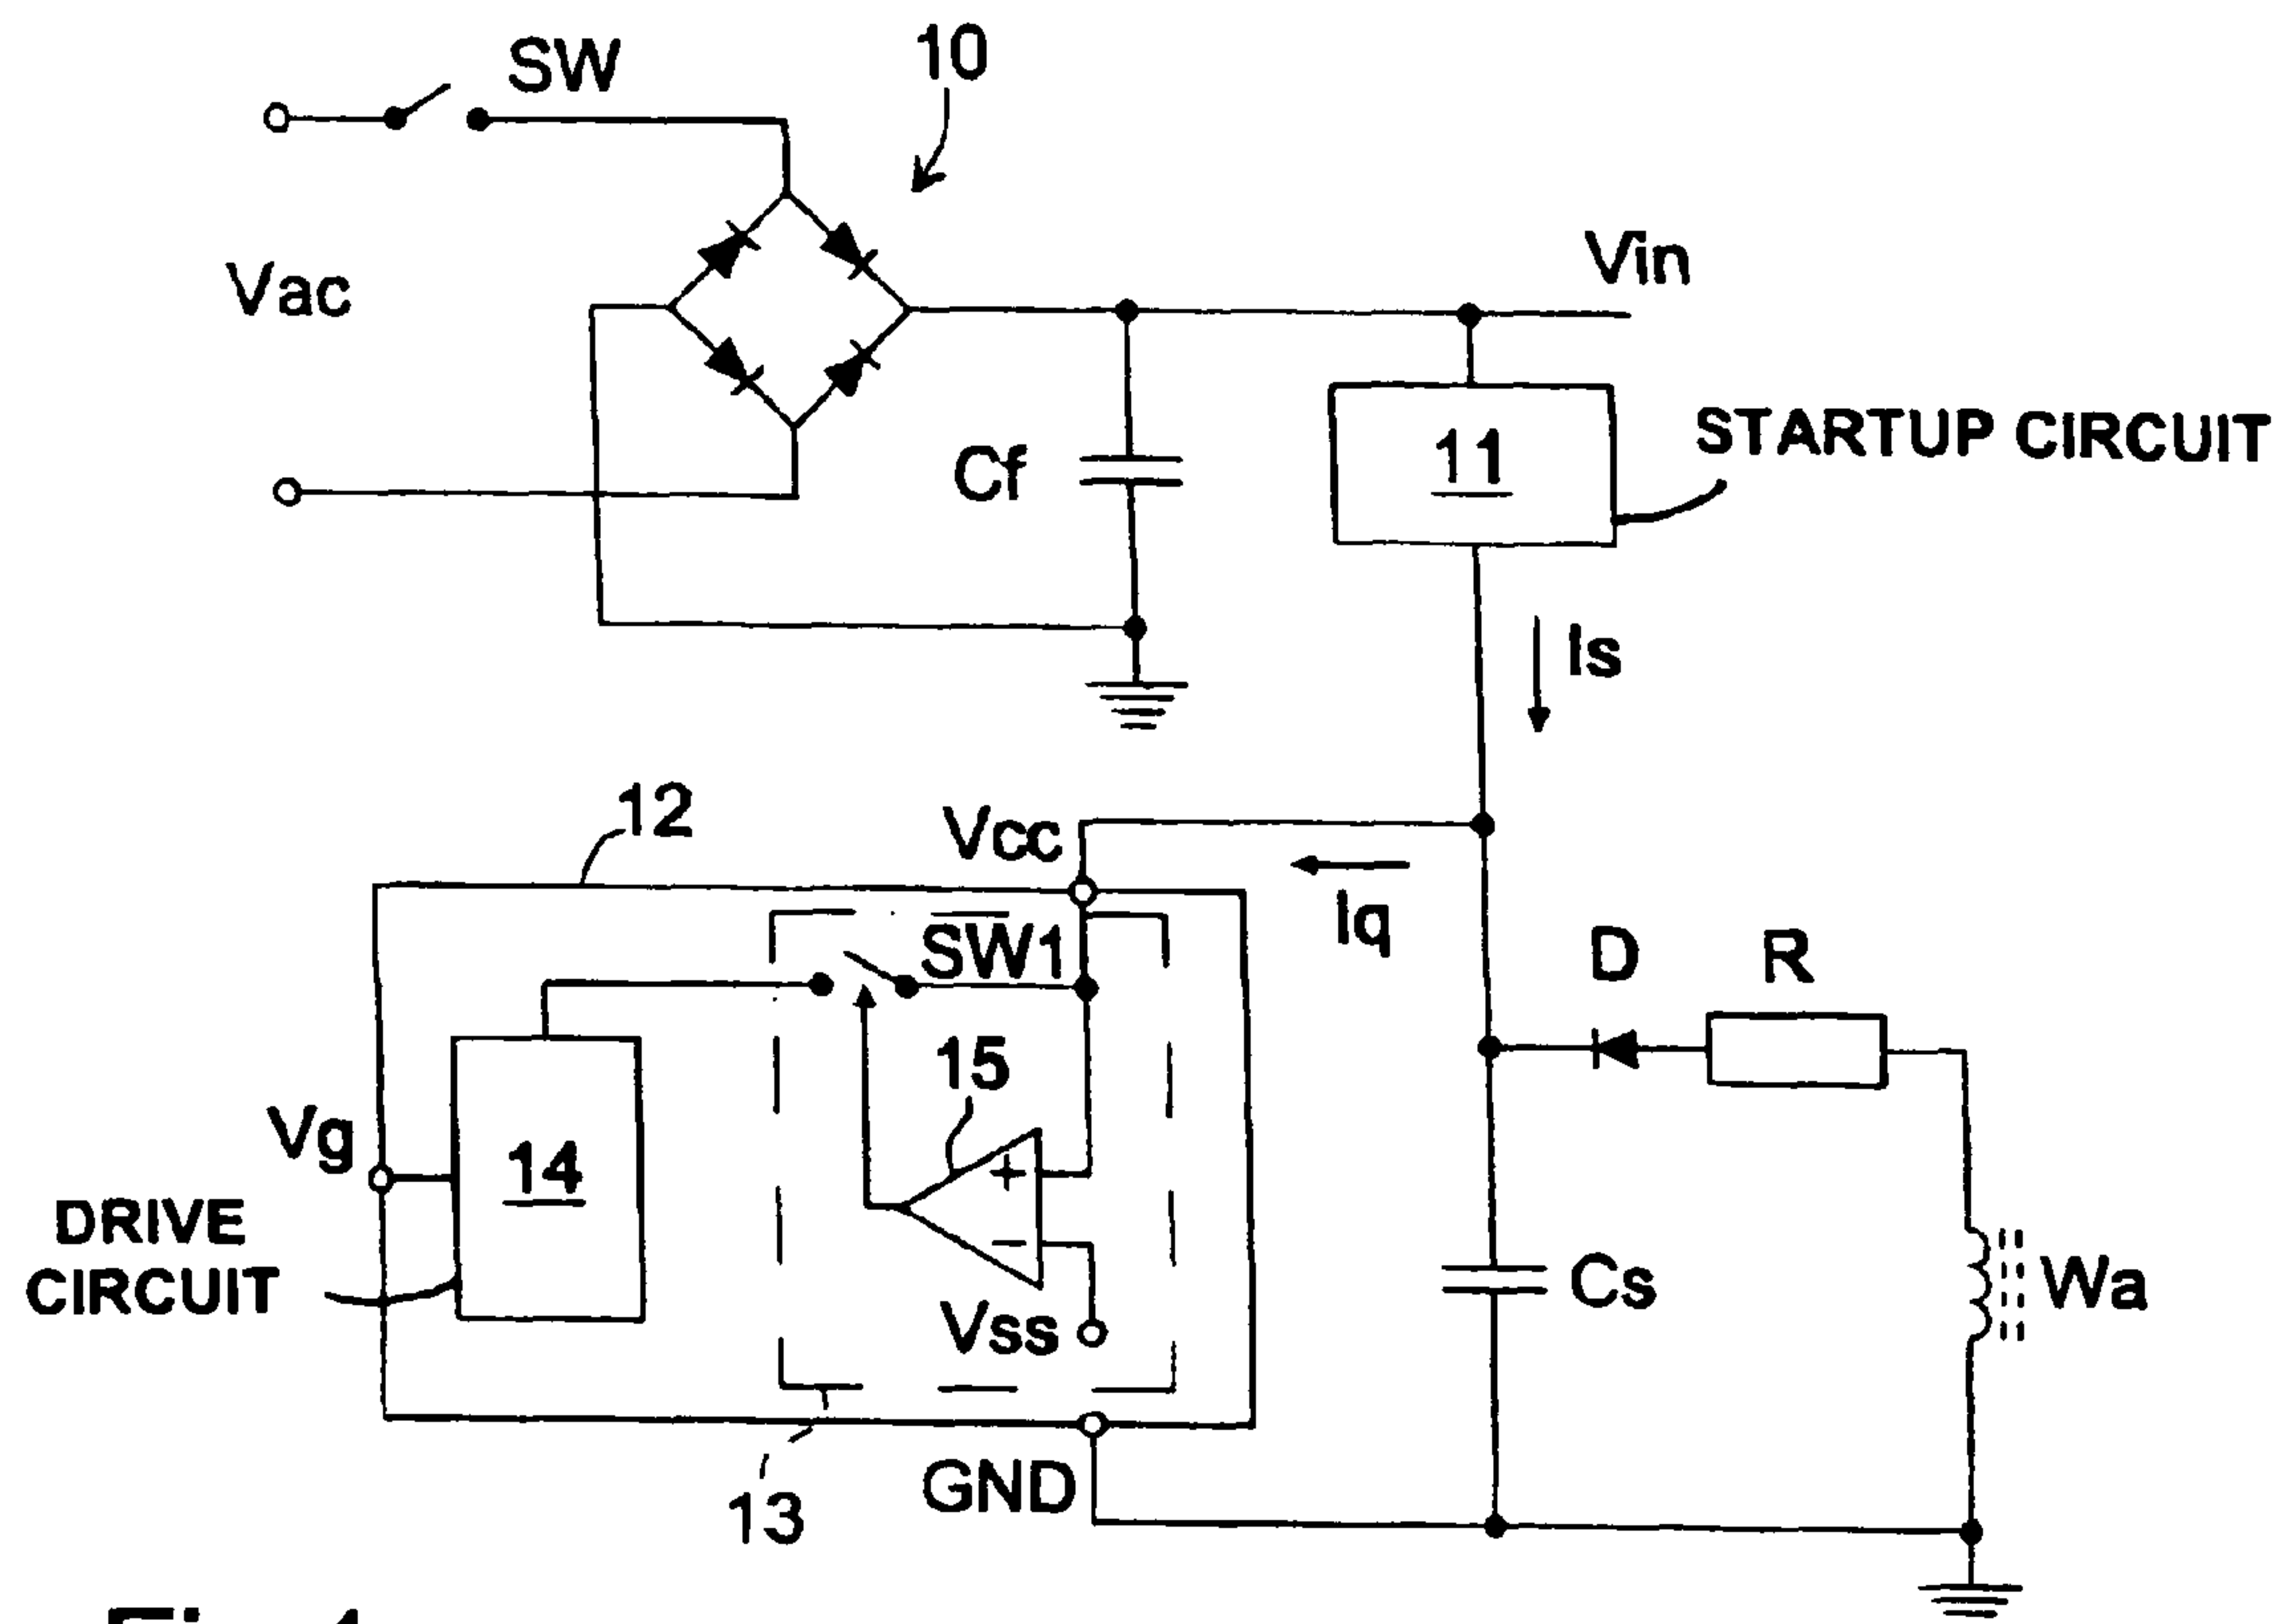 SW
10
Vac
Vin
Cf
11
STARTUP CIRCUIT
Is
12
Vcc
Iq
SW1
D
R
15
+
Vg
14
DRIVE
CIRCUIT
−
Vss
Cs
Wa
GND
13